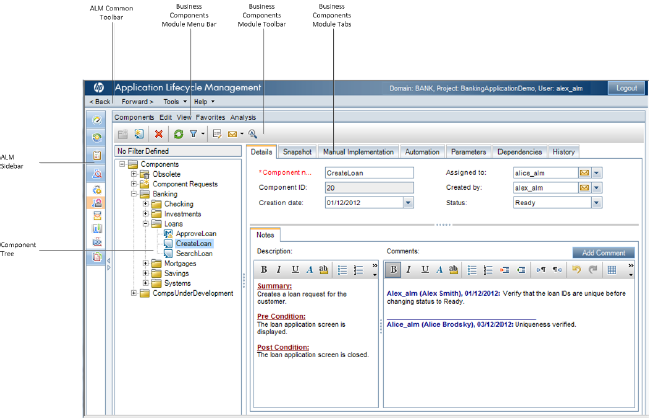 ALM Common
Toolbar
Business
Components
Module Menu Bar
Business
Components
Module Toolbar
Business
Components
Module Tabs
ALM
Sidebar
Component
Tree
hp Application Lifecycle Management
Domain: BANK, Project: BankingApplicationDemo, User: alex_alm
Logout
< Back Forward > Tools Help
Components Edit View Favorites Analysis
No Filter Defined
Components
Obsolete
Component Requests
Banking
Checking
Investments
Loans
ApproveLoan
CreateLoan
SearchLoan
Mortgages
Savings
Systems
CompsUnderDevelopment
Details Snapshot Manual Implementation Automation Parameters Dependencies History
*Component n... CreateLoan Assigned to: alice_alm
Component ID: 20 Created by: alex_alm
Creation date: 01/12/2012 Status: Ready
Notes
Description:
B I U A ab
Summary:
Creates a loan request for the
customer.
Pre Condition:
The loan application screen is
displayed.
Post Condition:
The loan application screen is closed.
Comments:
Add Comment
B I U A ab
Alex_alm (Alex Smith), 01/12/2012: Verify that the loan IDs are unique before
changing status to Ready.
Alice_alm (Alice Brodsky), 03/12/2012: Uniqueness verified.